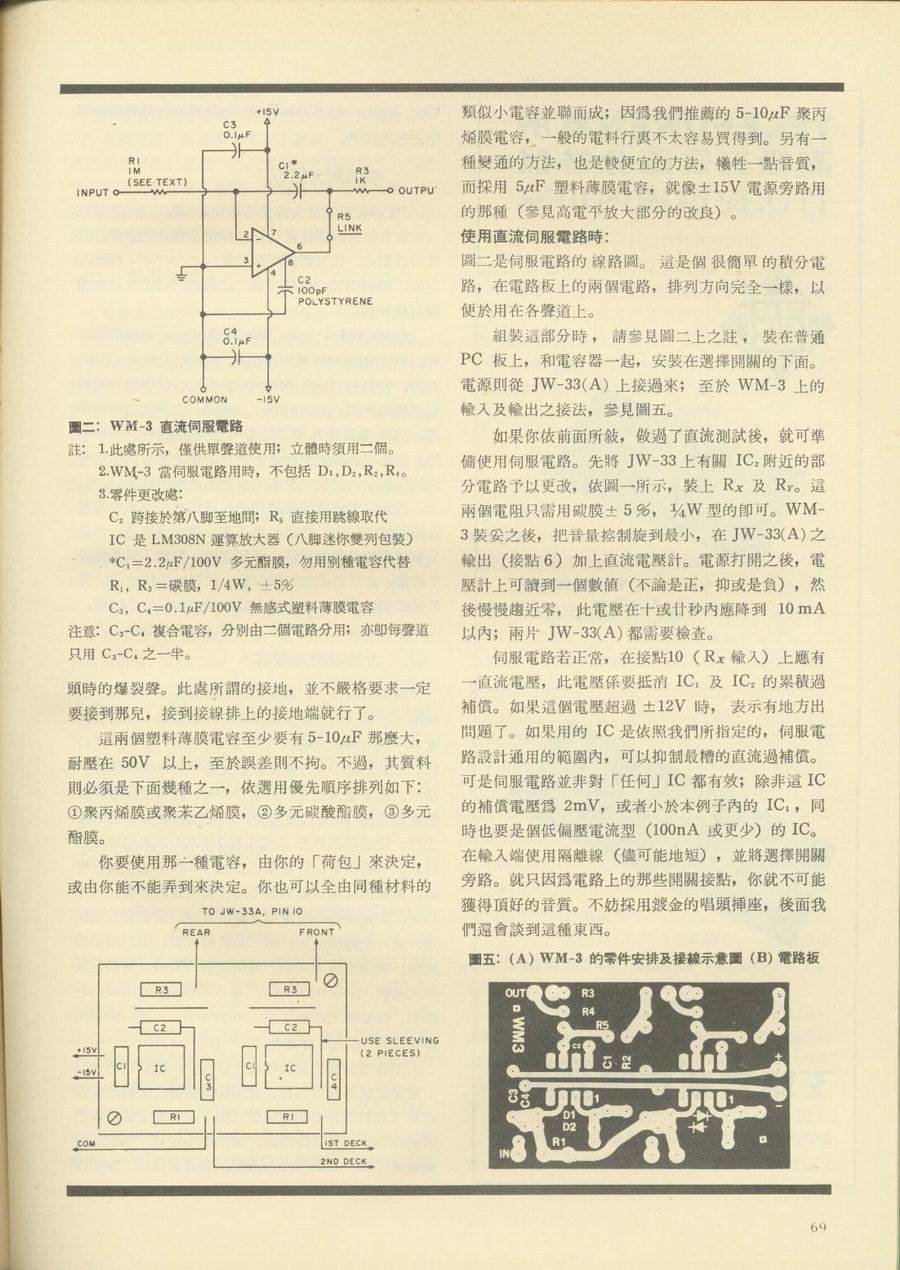 +15V
C3
0.1μF
R1
1M
(SEE TEXT)
C1*
2.2μF
R3
1K
INPUT
OUTPU
R5
LINK
2
7
6
3
4
8
C2
100pF
POLYSTYRENE
C4
0.1μF
COMMON
-15V
圖二: WM-3 直流伺服電路
註: 1.此處所示，僅供單聲道使用；立體時須用二個。
2.WM-3 當伺服電路用時，不包括 D₁,D₂,R₂,R₄。
3.零件更改處:
C₂ 跨接於第八脚至地間；R₅ 直接用跳線取代
IC 是 LM308N 運算放大器（八脚迷你雙列包裝）
*C₁=2.2μF/100V 多元酯膜，勿用別種電容代替
R₁, R₃=碳膜，1/4W，±5%
C₃, C₄=0.1μF/100V 無感式塑料薄膜電容
注意: C₃-C₄ 複合電容，分別由二個電路分用；亦卽每聲道
只用 C₃-C₄ 之一半。
頭時的爆裂聲。此處所謂的接地，並不嚴格要求一定
要接到那兒，接到接線排上的接地端就行了。
這兩個塑料薄膜電容至少要有 5-10μF 那麼大，
耐壓在 50V 以上，至於誤差則不拘。不過，其質料
則必須是下面幾種之一，依選用優先順序排列如下:
①聚丙烯膜或聚苯乙烯膜，②多元碳酸酯膜，③多元
酯膜。
你要使用那一種電容，由你的「荷包」來決定，
或由你能不能弄到來決定。你也可以全由同種材料的
TO JW-33A, PIN 10
REAR
FRONT
R3
R3
C2
C2
USE SLEEVING
(2 PIECES)
+15V
-15V
C1
IC
C3
C1
IC
C4
R1
R1
COM
1ST DECK
2ND DECK
類似小電容並聯而成；因爲我們推薦的 5-10μF 聚丙
烯膜電容，一般的電料行裏不太容易買得到。另有一
種變通的方法，也是較便宜的方法，犧牲一點音質，
而採用 5μF 塑料薄膜電容，就像±15V 電源旁路用
的那種（參見高電平放大部分的改良）。
使用直流伺服電路時:
圖二是伺服電路的線路圖。這是個很簡單的積分電
路，在電路板上的兩個電路，排列方向完全一樣，以
便於用在各聲道上。
組裝這部分時，請參見圖二上之註，裝在普通
PC 板上，和電容器一起，安裝在選擇開關的下面。
電源則從 JW-33(A) 上接過來；至於 WM-3 上的
輸入及輸出之接法，參見圖五。
如果你依前面所敍，做過了直流測試後，就可準
備使用伺服電路。先將 JW-33 上有關 IC₂ 附近的部
分電路予以更改，依圖一所示，裝上 Rx 及 Rʏ。這
兩個電阻只需用碳膜± 5%，¼W 型的卽可。WM-
3 裝妥之後，把音量控制旋到最小，在 JW-33(A) 之
輸出（接點 6）加上直流電壓計。電源打開之後，電
壓計上可讀到一個數值（不論是正，抑或是負），然
後慢慢趨近零，此電壓在十或廿秒內應降到 10 mA
以內；兩片 JW-33(A) 都需要檢查。
伺服電路若正常，在接點10（Rx 輸入）上應有
一直流電壓，此電壓係要抵消 IC₁ 及 IC₂ 的累積過
補償。如果這個電壓超過 ±12V 時，表示有地方出
問題了。如果用的 IC 是依照我們所指定的，伺服電
路設計通用的範圍內，可以抑制最糟的直流過補償。
可是伺服電路並非對「任何」IC 都有效；除非這 IC
的補償電壓爲 2mV，或者小於本例子內的 IC₁，同
時也要是個低偏壓電流型 (100nA 或更少) 的 IC。
在輸入端使用隔離線（儘可能地短），並將選擇開關
旁路。就只因爲電路上的那些開關接點，你就不可能
獲得頂好的音質。不妨採用鍍金的唱頭揷座，後面我
們還會談到這種東西。
圖五: (A) WM-3 的零件安排及接線示意圖 (B) 電路板
OUT
R3
R4
R5
WM3
C2
C1
R2
C3
C4
+
-
1
1
D1
D2
R1
IN
69